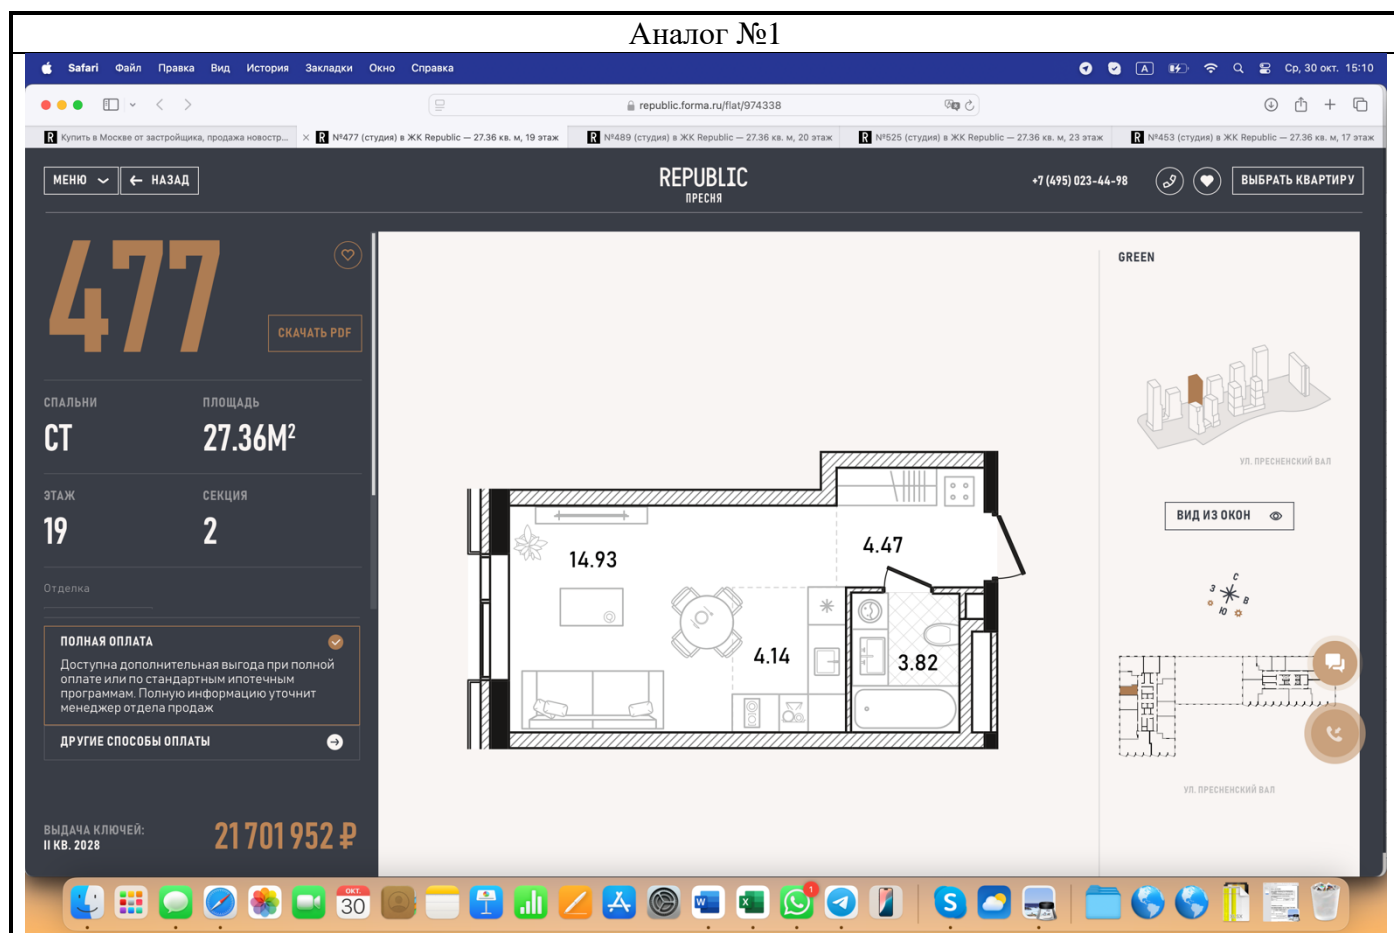 Аналог №1
Safari Файл Правка Вид История Закладки Окно Справка
A
Ср, 30 окт. 15:10
republic.forma.ru/flat/974338
Купить в Москве от застройщика, продажа новостр...
№477 (студия) в ЖК Republic — 27.36 кв. м, 19 этаж
№489 (студия) в ЖК Republic — 27.36 кв. м, 20 этаж
№525 (студия) в ЖК Republic — 27.36 кв. м, 23 этаж
№453 (студия) в ЖК Republic — 27.36 кв. м, 17 этаж
МЕНЮ
НАЗАД
REPUBLIC
ПРЕСНЯ
+7 (495) 023-44-98
ВЫБРАТЬ КВАРТИРУ
477
СКАЧАТЬ PDF
СПАЛЬНИ ПЛОЩАДЬ
СТ 27.36М²
ЭТАЖ СЕКЦИЯ
19 2
Отделка
ПОЛНАЯ ОПЛАТА
Доступна дополнительная выгода при полной
оплате или по стандартным ипотечным
программам. Полную информацию уточнит
менеджер отдела продаж
ДРУГИЕ СПОСОБЫ ОПЛАТЫ
ВЫДАЧА КЛЮЧЕЙ:
II КВ. 2028
21 701 952 ₽
14.93
4.47
4.14
3.82
GREEN
УЛ. ПРЕСНЕНСКИЙ ВАЛ
ВИД ИЗ ОКОН
С
З
В
Ю
УЛ. ПРЕСНЕНСКИЙ ВАЛ
ОКТ.
30
1